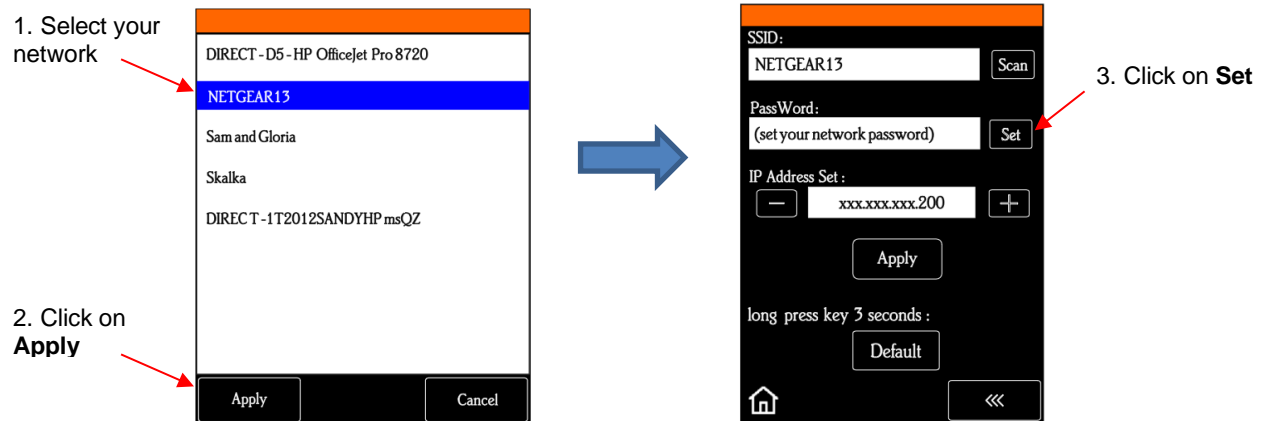 1. Select your
network
DIRECT-D5-HP OfficeJet Pro 8720
NETGEAR13
Sam and Gloria
Skalka
DIREC T-1T2012SANDYHP msQZ
2. Click on
Apply
Apply
Cancel
SSID:
NETGEAR13
Scan
3. Click on Set
PassWord:
(set your network password)
Set
IP Address Set :
xxx.xxx.xxx.200
Apply
long press key 3 seconds :
Default